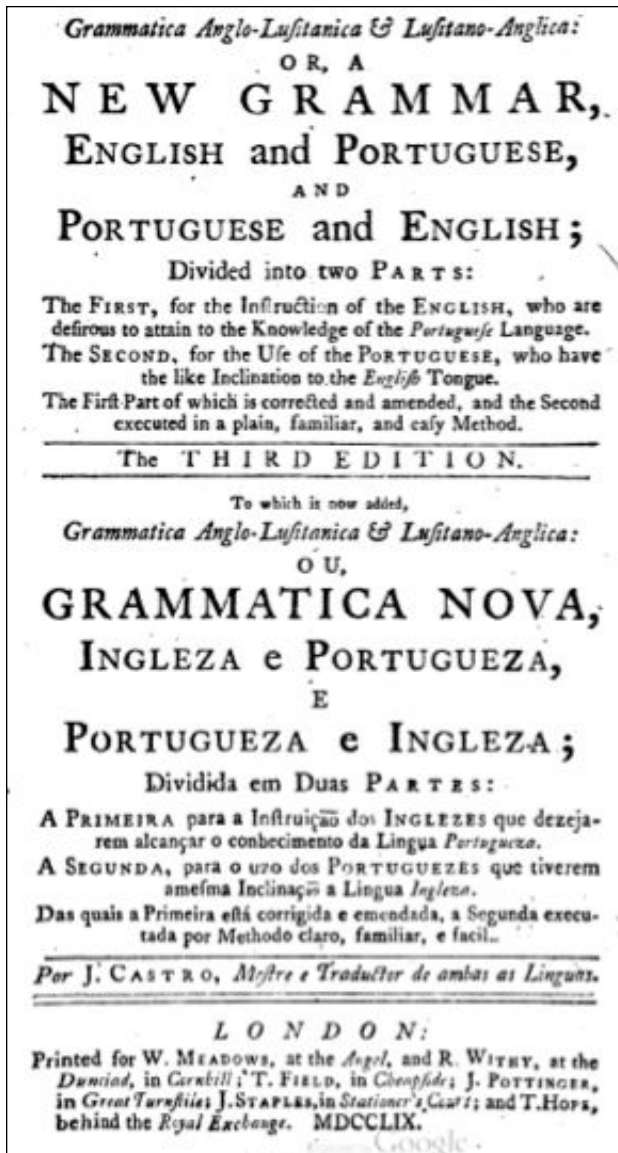 Grammatica Anglo-Luſitanica & Luſitano-Anglica:
OR, A
NEW GRAMMAR,
ENGLISH and PORTUGUESE,
AND
PORTUGUESE and ENGLISH;
Divided into two PARTS:
The FIRST, for the Inſtruction of the ENGLISH, who are
deſirous to attain to the Knowledge of the Portugueſe Language.
The SECOND, for the Uſe of the PORTUGUESE, who have
the like Inclination to the Engliſh Tongue.
The Firſt Part of which is corrected and amended, and the Second
executed in a plain, familiar, and eaſy Method.
The THIRD EDITION.
To which is now added,
Grammatica Anglo-Luſitanica & Luſitano-Anglica:
OU,
GRAMMATICA NOVA,
INGLEZA e PORTUGUEZA,
E
PORTUGUEZA e INGLEZA;
Dividida em Duas PARTES:
A PRIMEIRA para a Inſtruiçaõ dos INGLEZES que dezeja-
rem alcançar o conhecimento da Lingua Portugueza.
A SEGUNDA, para o uzo dos PORTUGUEZES que tiverem
ameſma Inclinaçaõ a Lingua Ingleza.
Das quais a Primeira eſtá corrigida e emendada, a Segunda execu-
tada por Methodo claro, familiar, e facil.
Por J. CASTRO, Meſtre e Traductor de ambas as Linguas.
LONDON:
Printed for W. MEADOWS, at the Angel, and R. WITHY, at the
Dunciad, in Cornhill; T. FIELD, in Cheapſide; J. POTTINGER,
in Great Turnſtile; J. STAPLES, in Stationer's Court; and T. HOPE,
behind the Royal Exchange. MDCCLIX.
Google